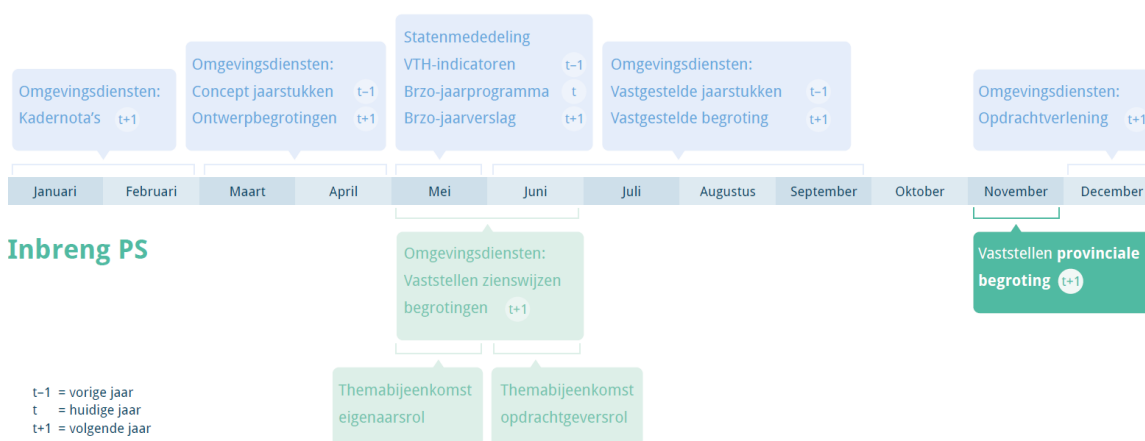 Omgevingsdiensten:
Kadernota’s t+1
Omgevingsdiensten:
Concept jaarstukken t–1
Ontwerpbegrotingen t+1
Statenmededeling
VTH-indicatoren t–1
Brzo-jaarprogramma t
Brzo-jaarverslag t+1
Omgevingsdiensten:
Vastgestelde jaarstukken t–1
Vastgestelde begroting t+1
Omgevingsdiensten:
Opdrachtverlening t+1
Januari Februari Maart April Mei Juni Juli Augustus September Oktober November December
Inbreng PS
Omgevingsdiensten:
Vaststellen zienswijzen
begrotingen t+1
Vaststellen provinciale
begroting t+1
Themabijeenkomst
eigenaarsrol
Themabijeenkomst
opdrachtgeversrol
t–1 = vorige jaar
t = huidige jaar
t+1 = volgende jaar